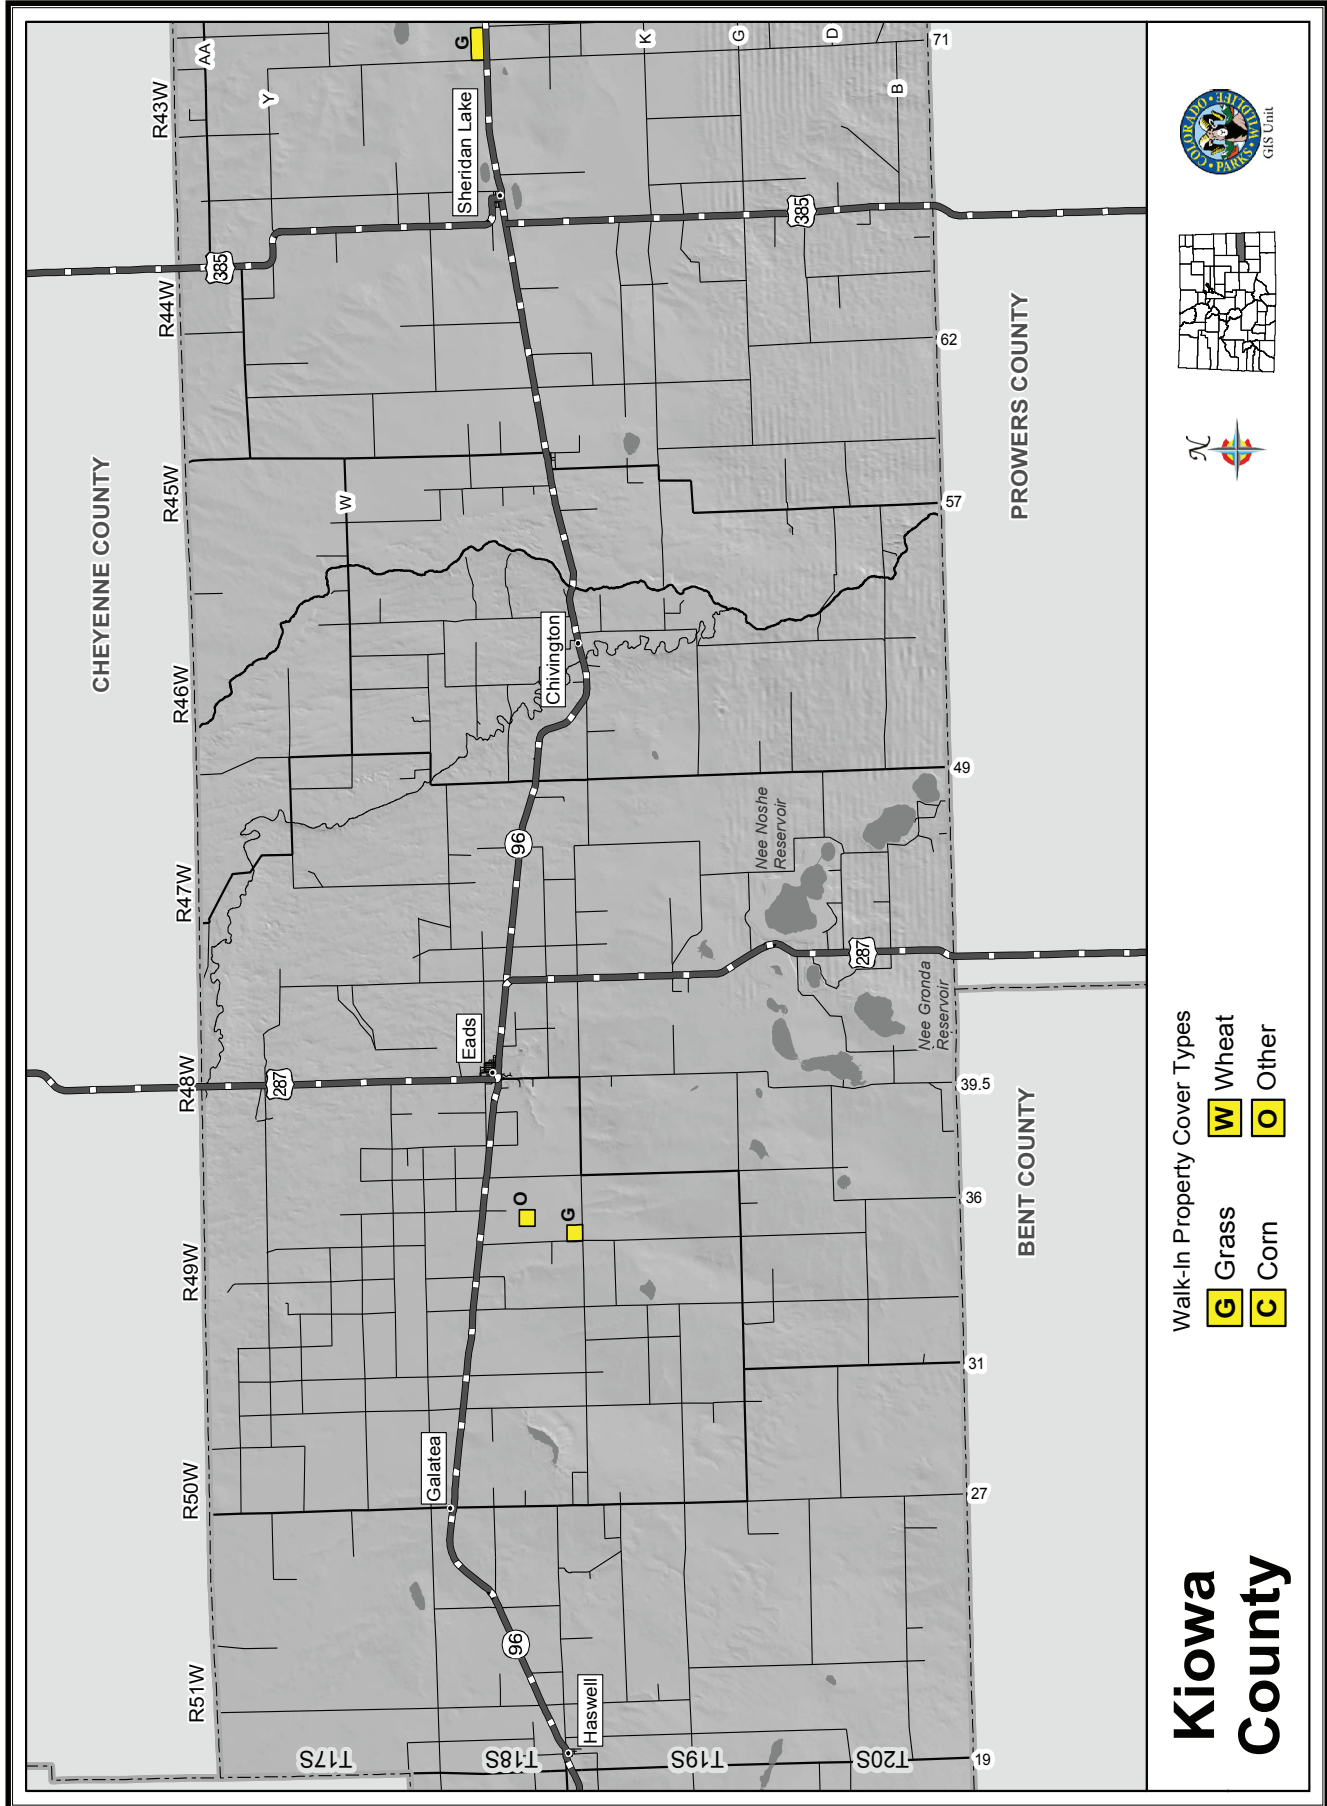 CHEYENNE COUNTY
R51W
R50W
R49W
R48W
R47W
R46W
R45W
R44W
R43W
AA
Y
W
K
G
D
B
T17S
T18S
T19S
T20S
385
385
287
287
96
96
Haswell
Galatea
Eads
Chivington
Sheridan Lake
O
G
G
Nee Noshe
Reservoir
Nee Gronda
Reservoir
19
27
31
36
39.5
49
57
62
71
BENT COUNTY
PROWERS COUNTY
Kiowa
County
Walk-In Property Cover Types
G Grass
W Wheat
C Corn
O Other
N
COLORADO
PARKS • WILDLIFE
GIS Unit